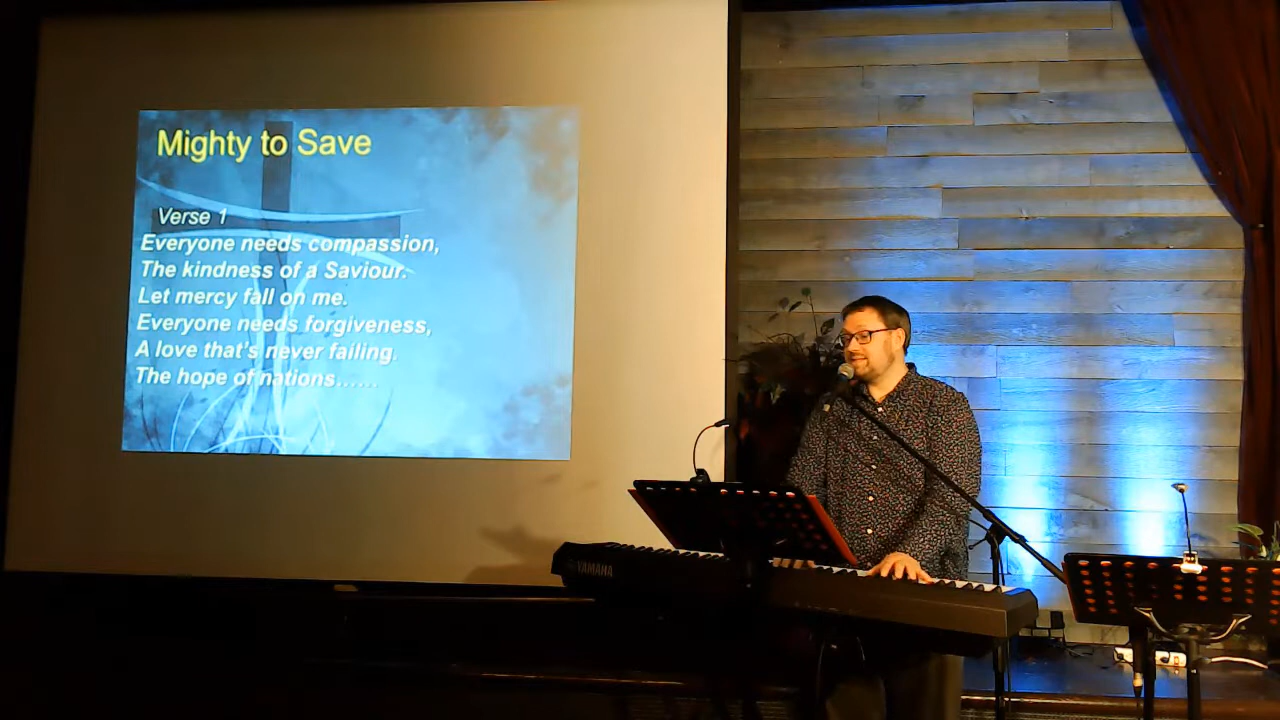 Mighty to Save
Verse 1
Everyone needs compassion,
The kindness of a Saviour.
Let mercy fall on me.
Everyone needs forgiveness,
A love that's never failing.
The hope of nations......
YAMAHA